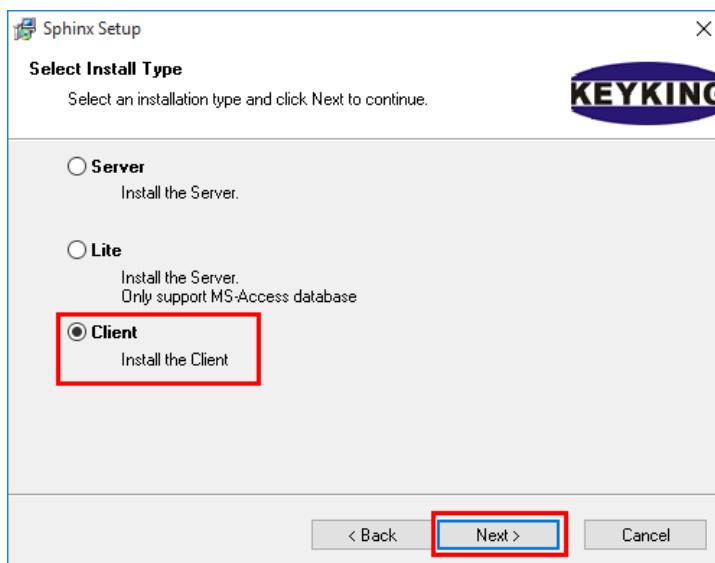 Sphinx Setup
Select Install Type
Select an installation type and click Next to continue.
KEYKING
Server
Install the Server.
Lite
Install the Server.
Only support MS-Access database
Client
Install the Client
< Back
Next >
Cancel